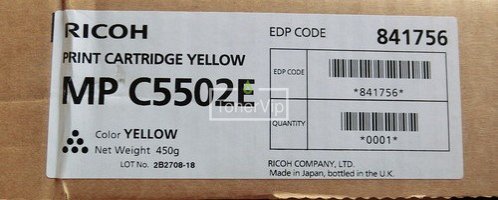 RICOH
PRINT CARTRIDGE YELLOW
MP C5502E
Color YELLOW
Net Weight 450g
LOT No. 2B2708-18
EDP CODE 841756
EDP CODE
*841756*
QUANTITY
*0001*
RICOH COMPANY, LTD.
Made in Japan, bottled in the U.K.
TonerVip